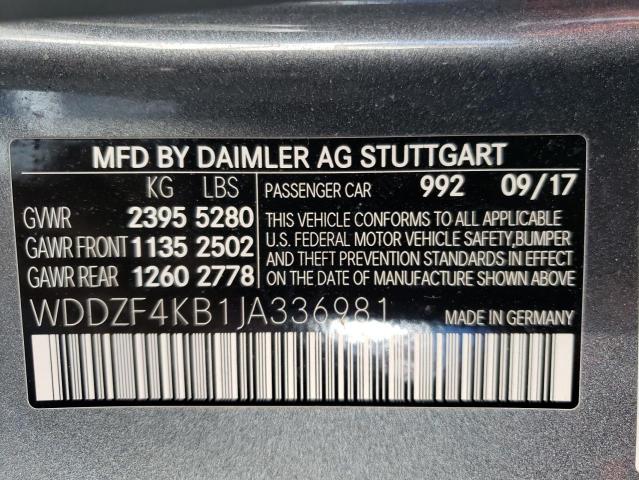 MFD BY DAIMLER AG STUTTGART
KG LBS
GVWR 2395 5280
GAWR FRONT 1135 2502
GAWR REAR 1260 2778
PASSENGER CAR 992 09/17
THIS VEHICLE CONFORMS TO ALL APPLICABLE
U.S. FEDERAL MOTOR VEHICLE SAFETY,BUMPER
AND THEFT PREVENTION STANDARDS IN EFFECT
ON THE DATE OF MANUFACTURE SHOWN ABOVE
WDDZF4KB1JA336981
MADE IN GERMANY